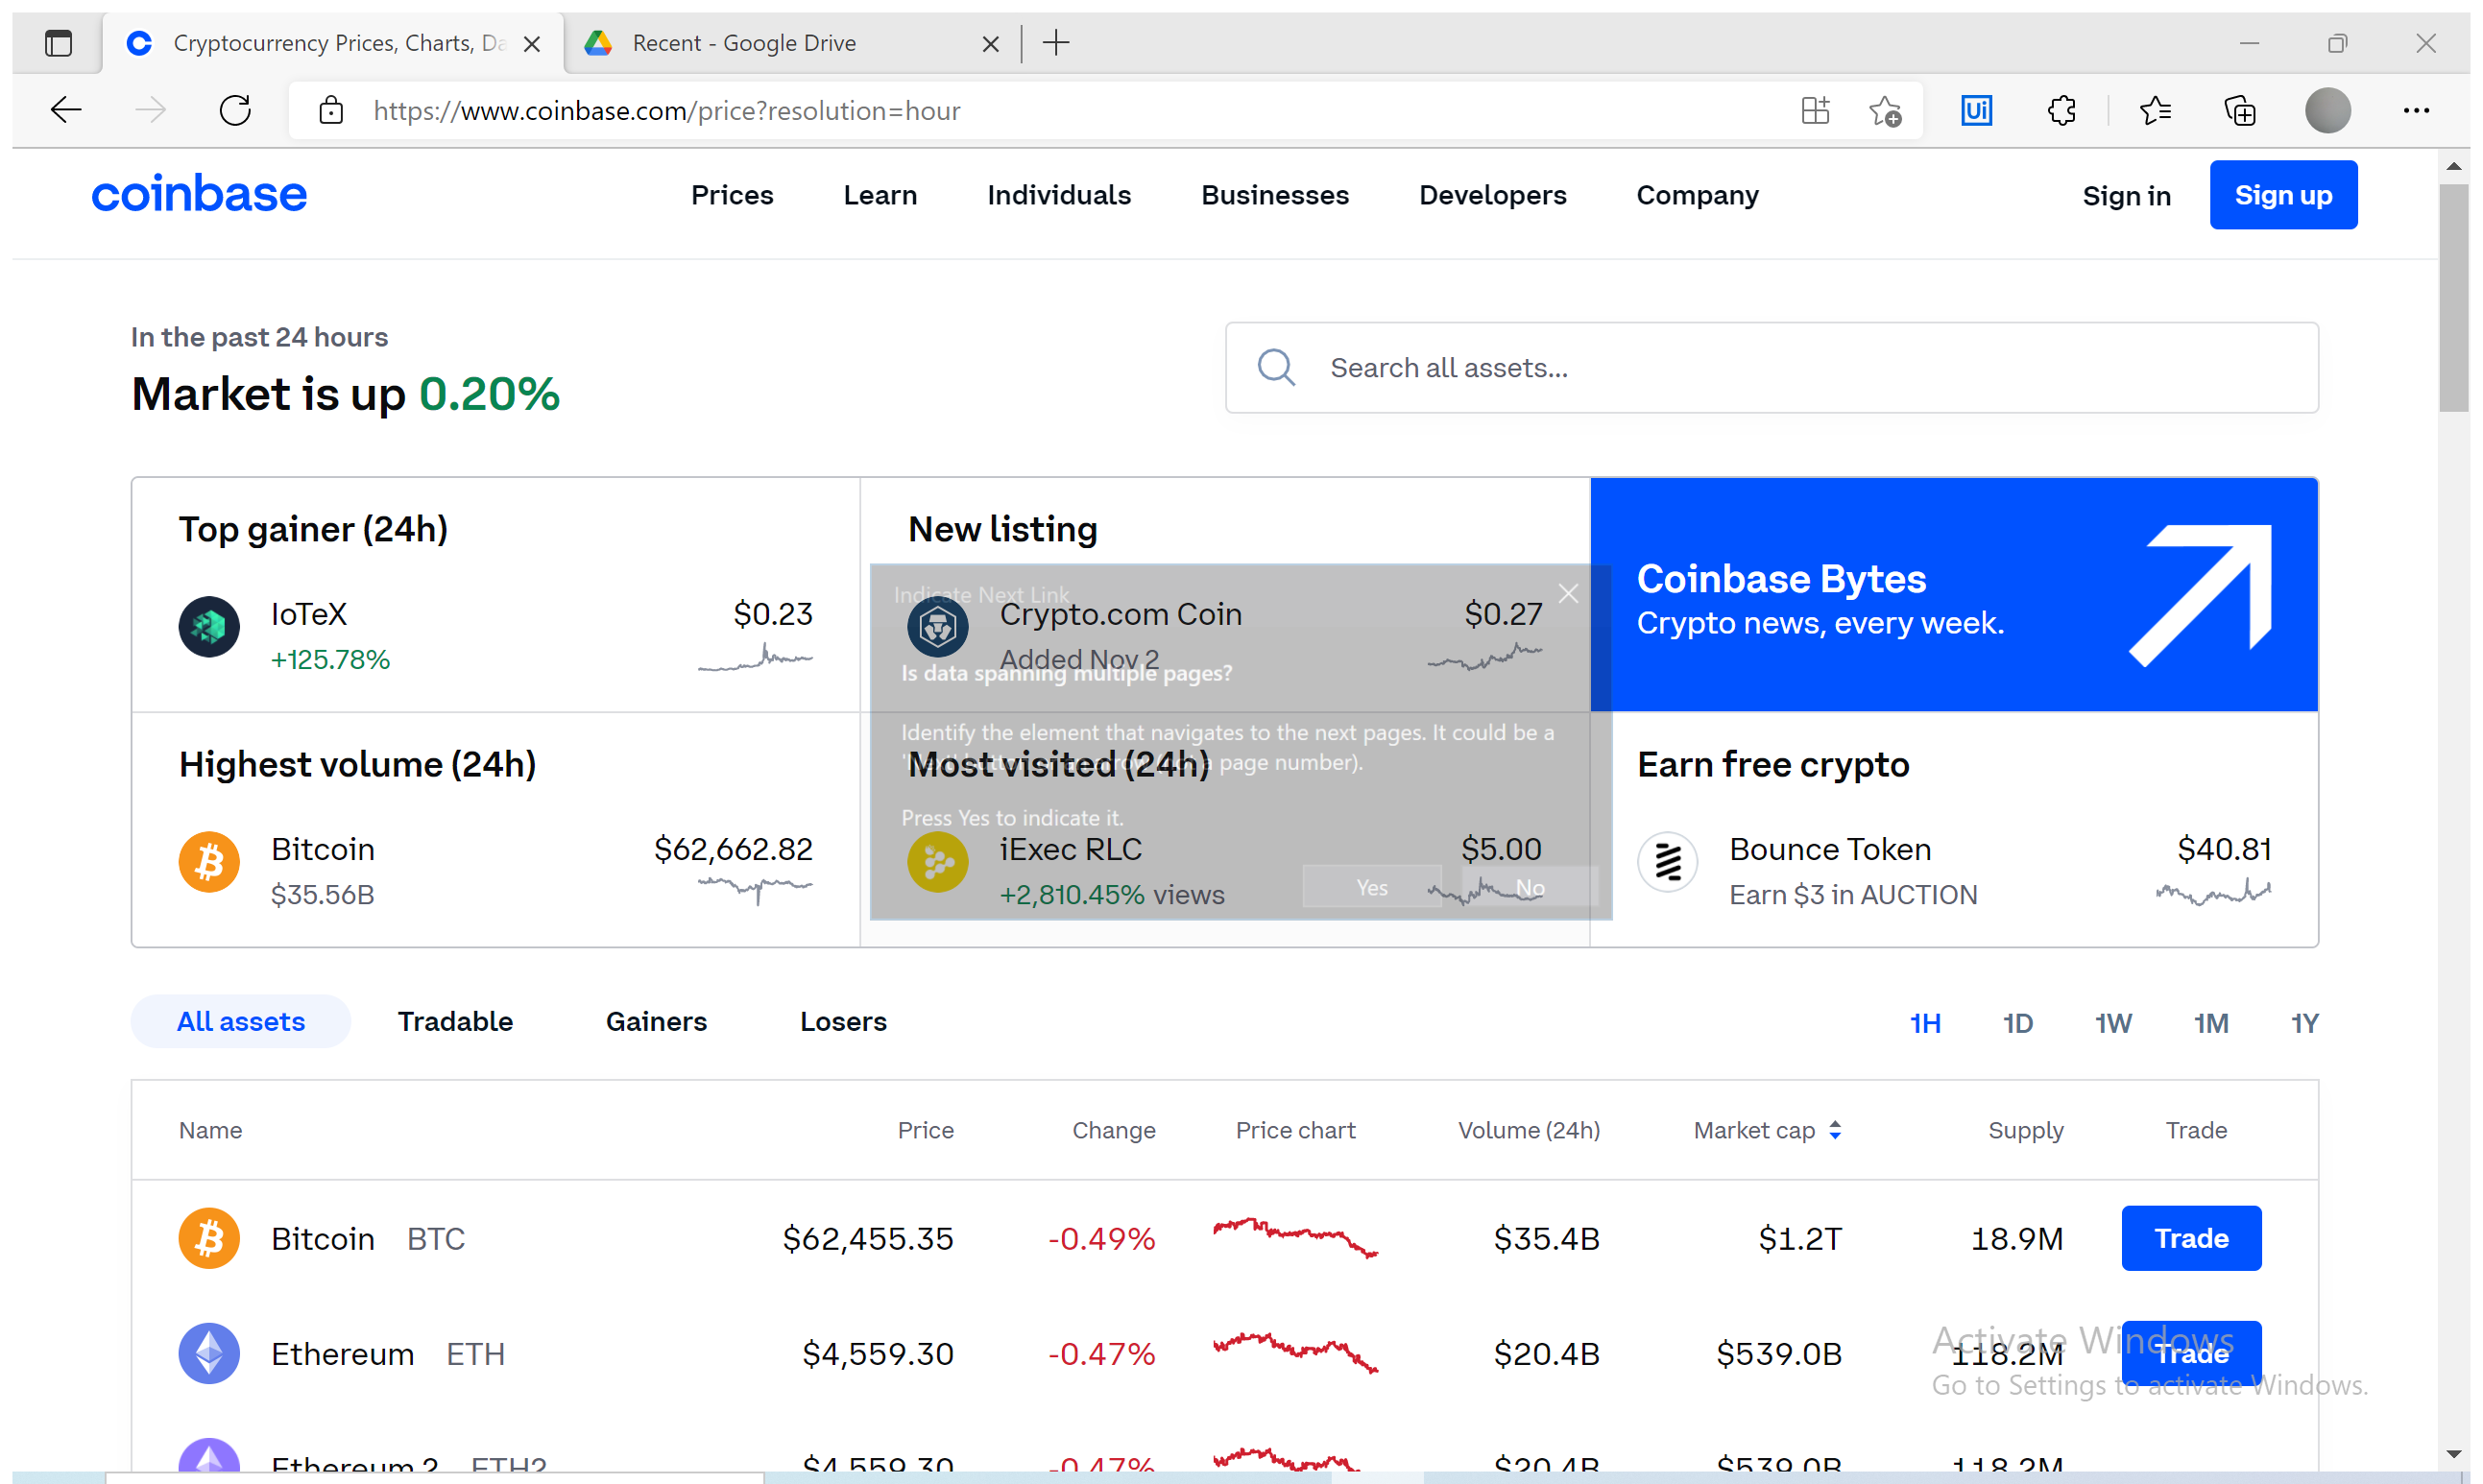 Cryptocurrency Prices, Charts, Da
Recent - Google Drive
https://www.coinbase.com/price?resolution=hour
Ui
coinbase
Prices
Learn
Individuals
Businesses
Developers
Company
Sign in
Sign up
In the past 24 hours
Market is up 0.20%
Search all assets...
Top gainer (24h)
IoTeX
$0.23
+125.78%
New listing
Indicate Next Link
Crypto.com Coin
$0.27
Added Nov 2
Is data spanning multiple pages?
Coinbase Bytes
Crypto news, every week.
Identify the element that navigates to the next pages. It could be a
page number).
Press Yes to indicate it.
Yes
No
Highest volume (24h)
Bitcoin
$62,662.82
$35.56B
Most visited (24h)
iExec RLC
$5.00
+2,810.45% views
Earn free crypto
Bounce Token
$40.81
Earn $3 in AUCTION
All assets
Tradable
Gainers
Losers
1H
1D
1W
1M
1Y
Name
Price
Change
Price chart
Volume (24h)
Market cap
Supply
Trade
Bitcoin BTC
$62,455.35
-0.49%
$35.4B
$1.2T
18.9M
Trade
Ethereum ETH
$4,559.30
-0.47%
$20.4B
$539.0B
118.2M
Trade
Activate Windows
Go to Settings to activate Windows.
Ethereum 2 ETH2
$4,559.30
-0.47%
$20.4B
$539.0B
118.2M